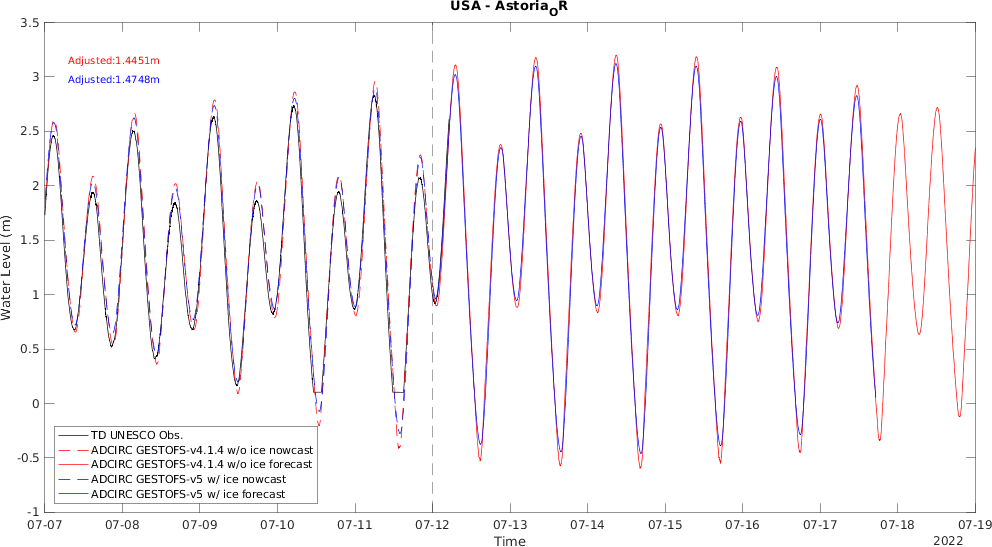 USA - AstoriaOR
3.5
3
2.5
2
1.5
1
0.5
0
-0.5
-1
Water Level (m)
Adjusted:1.4451m
Adjusted:1.4748m
TD UNESCO Obs.
ADCIRC GESTOFS-v4.1.4 w/o ice nowcast
ADCIRC GESTOFS-v4.1.4 w/o ice forecast
ADCIRC GESTOFS-v5 w/ ice nowcast
ADCIRC GESTOFS-v5 w/ ice forecast
07-07 07-08 07-09 07-10 07-11 07-12 07-13 07-14 07-15 07-16 07-17 07-18 07-19
Time
2022